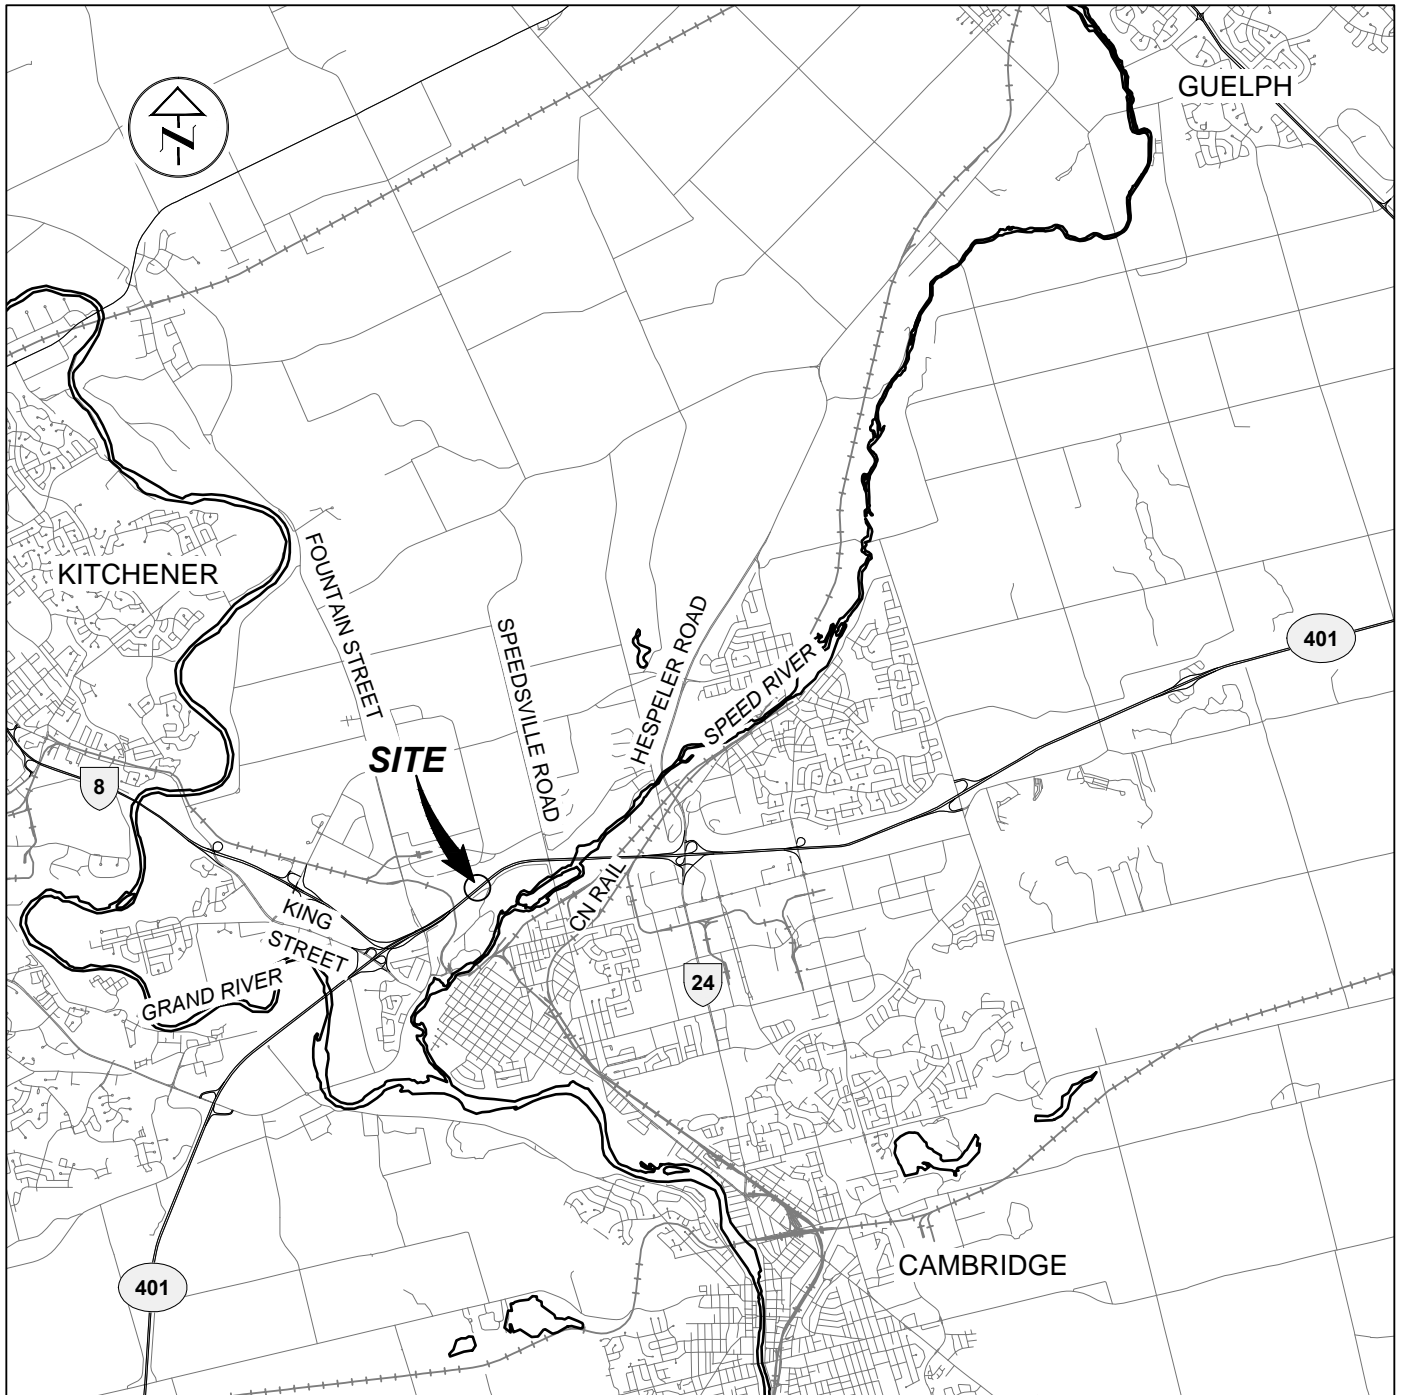 GUELPH
N
KITCHENER
FOUNTAIN STREET
SPEEDSVILLE ROAD
HESPELER ROAD
SPEED RIVER
401
SITE
8
CN RAIL
KING
STREET
24
GRAND RIVER
CAMBRIDGE
401